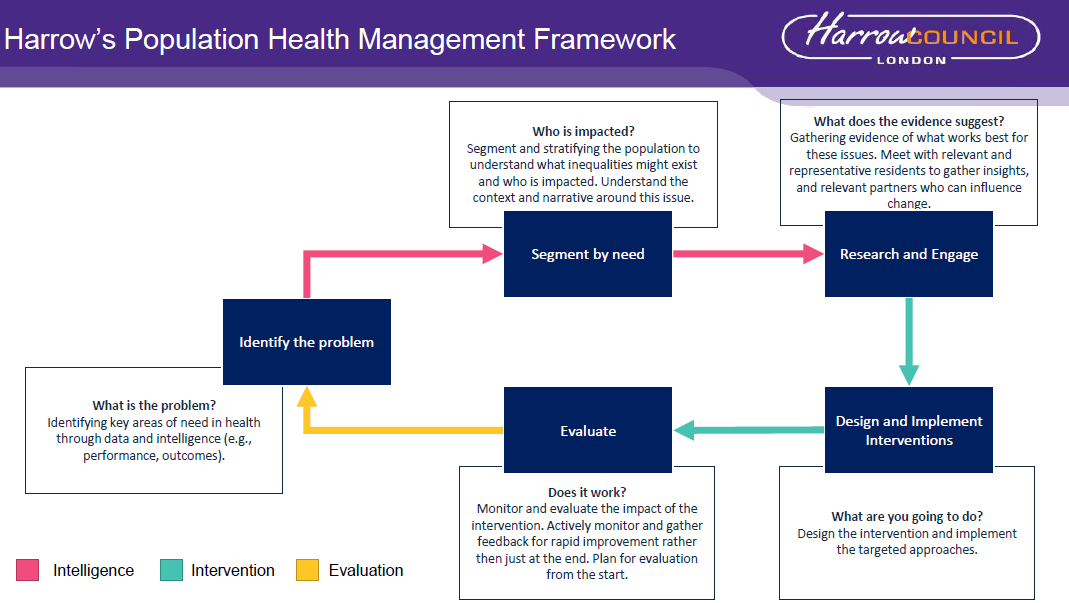 Harrow's Population Health Management Framework
HarrowCOUNCIL
LONDON
Who is impacted?
Segment and stratifying the population to
understand what inequalities might exist
and who is impacted. Understand the
context and narrative around this issue.
What does the evidence suggest?
Gathering evidence of what works best for
these issues. Meet with relevant and
representative residents to gather insights,
and relevant partners who can influence
change.
Segment by need
Research and Engage
Identify the problem
What is the problem?
Identifying key areas of need in health
through data and intelligence (e.g.,
performance, outcomes).
Evaluate
Design and Implement
Interventions
Does it work?
Monitor and evaluate the impact of the
intervention. Actively monitor and gather
feedback for rapid improvement rather
then just at the end. Plan for evaluation
from the start.
What are you going to do?
Design the intervention and implement
the targeted approaches.
Intelligence
Intervention
Evaluation